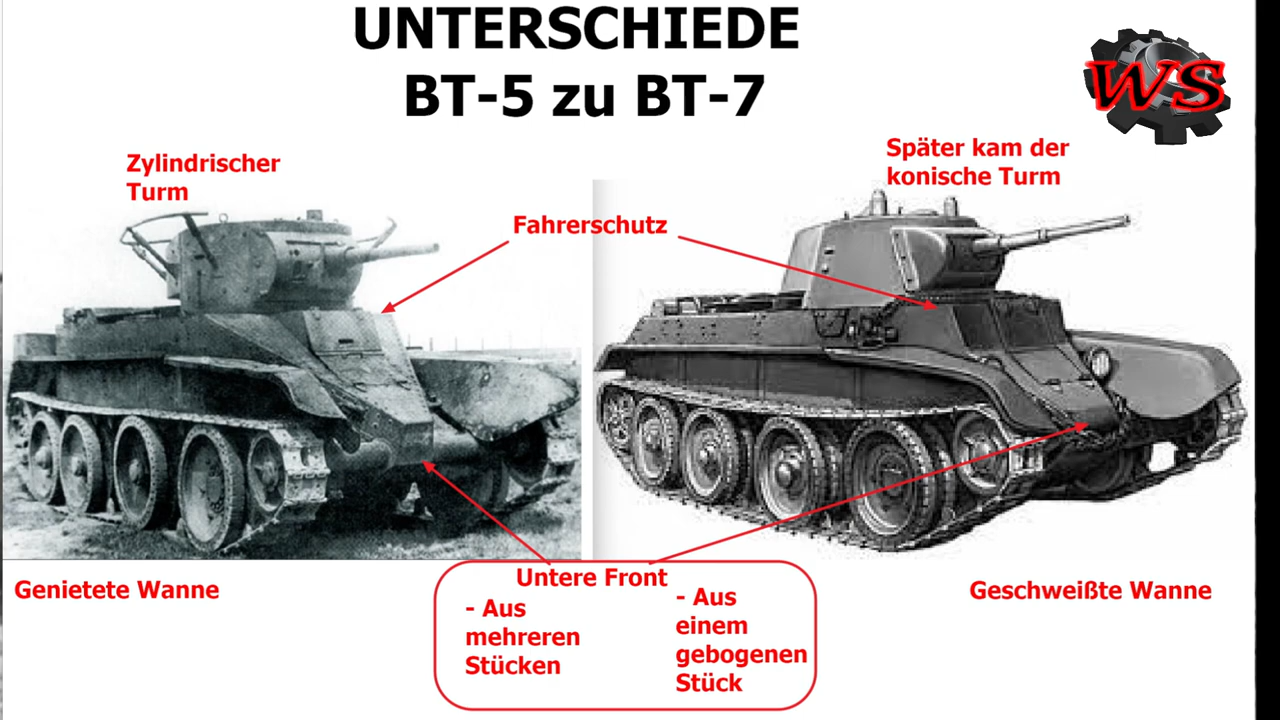 UNTERSCHIEDE
BT-5 zu BT-7
WS
Zylindrischer
Turm
Später kam der
konische Turm
Fahrerschutz
Genietete Wanne
Geschweißte Wanne
Untere Front
- Aus
mehreren
Stücken
- Aus
einem
gebogenen
Stück